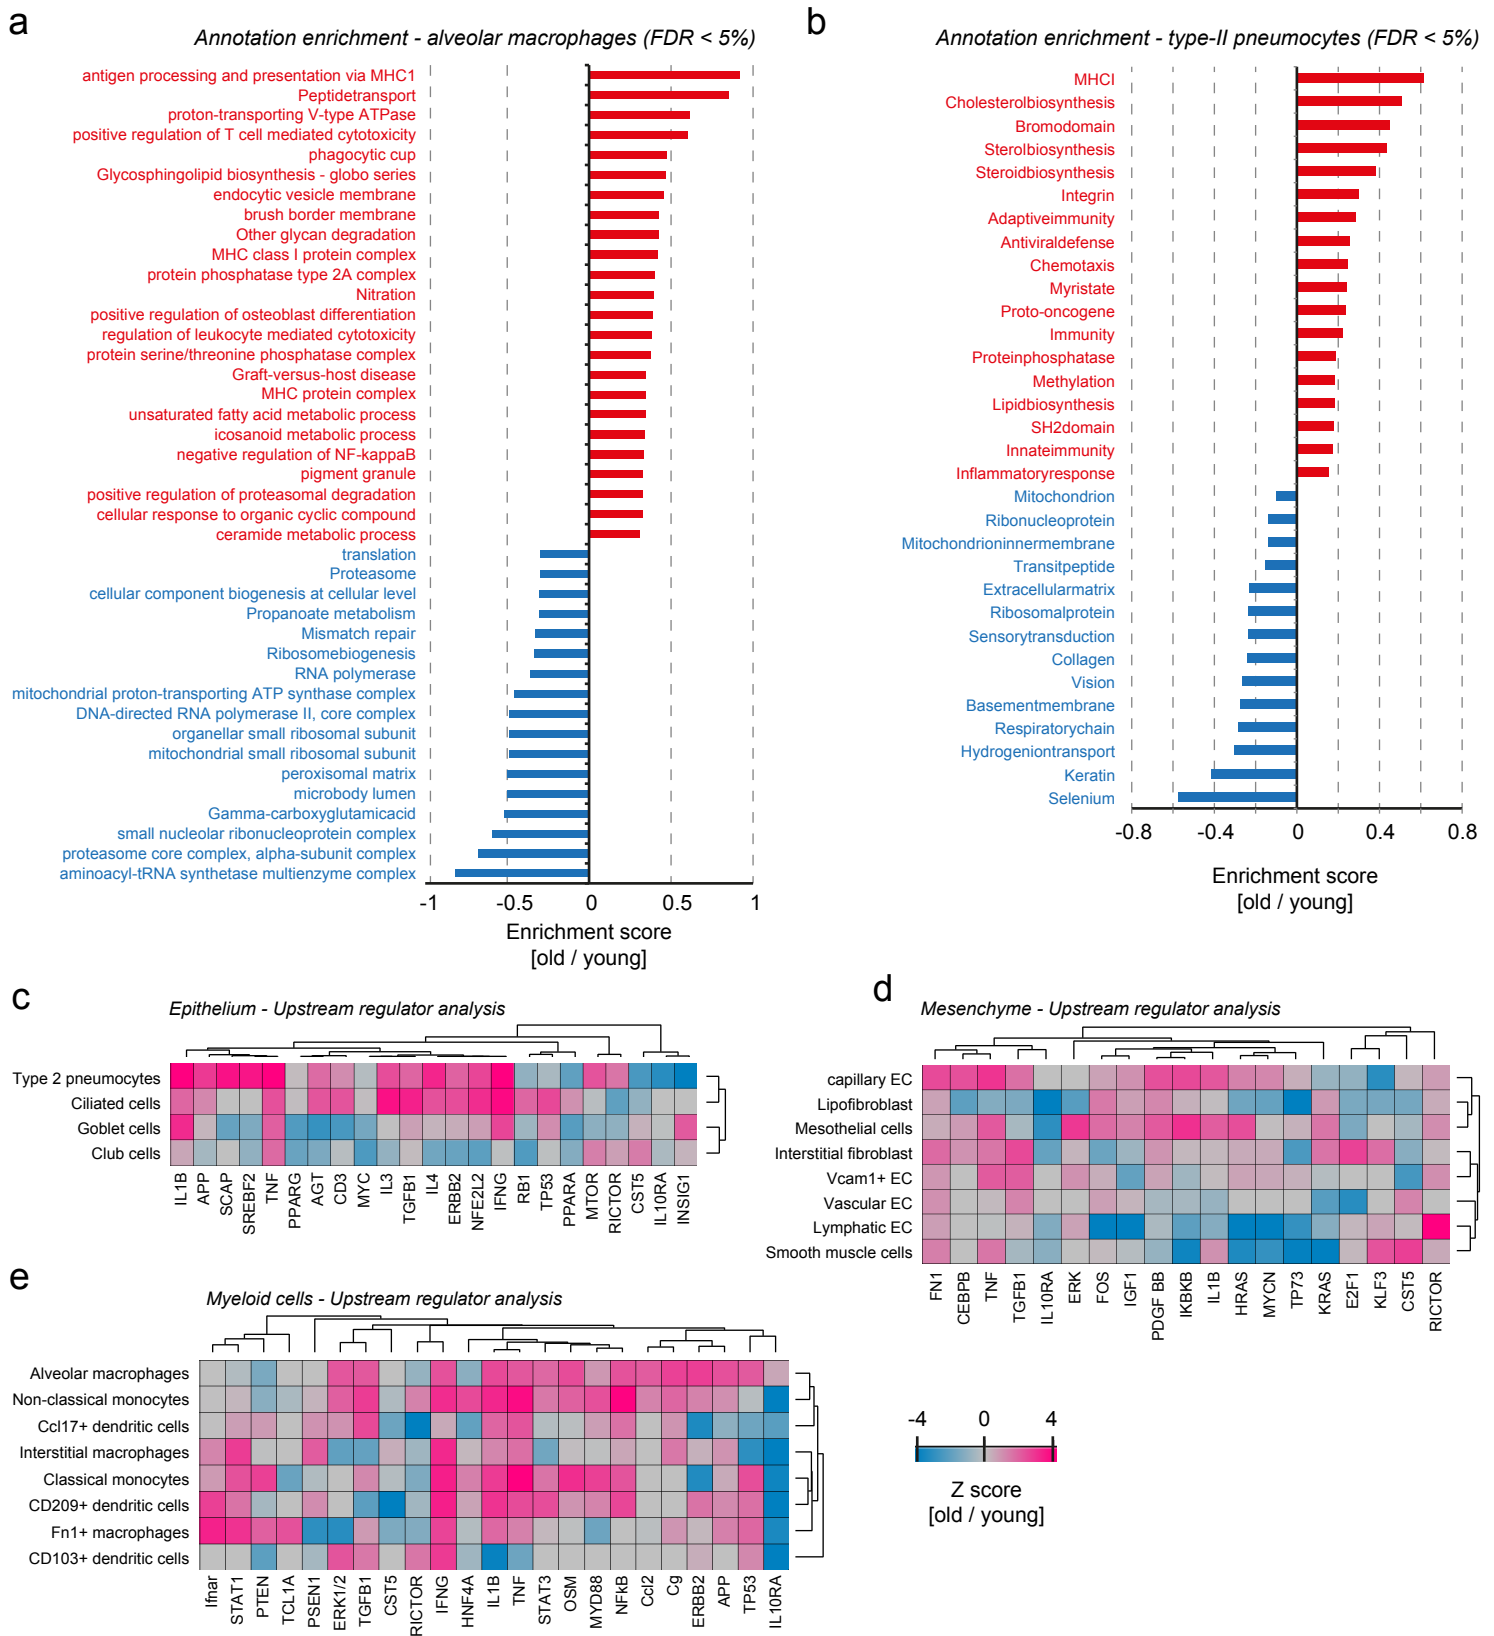 a
Annotation enrichment - alveolar macrophages (FDR < 5%)
antigen processing and presentation via MHC1
Peptidetransport
proton-transporting V-type ATPase
positive regulation of T cell mediated cytotoxicity
phagocytic cup
Glycosphingolipid biosynthesis - globo series
endocytic vesicle membrane
brush border membrane
Other glycan degradation
MHC class I protein complex
protein phosphatase type 2A complex
Nitration
positive regulation of osteoblast differentiation
regulation of leukocyte mediated cytotoxicity
protein serine/threonine phosphatase complex
Graft-versus-host disease
MHC protein complex
unsaturated fatty acid metabolic process
icosanoid metabolic process
negative regulation of NF-kappaB
pigment granule
positive regulation of proteasomal degradation
cellular response to organic cyclic compound
ceramide metabolic process
translation
Proteasome
cellular component biogenesis at cellular level
Propanoate metabolism
Mismatch repair
Ribosomebiogenesis
RNA polymerase
mitochondrial proton-transporting ATP synthase complex
DNA-directed RNA polymerase II, core complex
organellar small ribosomal subunit
mitochondrial small ribosomal subunit
peroxisomal matrix
microbody lumen
Gamma-carboxyglutamicacid
small nucleolar ribonucleoprotein complex
proteasome core complex, alpha-subunit complex
aminoacyl-tRNA synthetase multienzyme complex
-1 -0.5 0 0.5 1
Enrichment score
[old / young]
b
Annotation enrichment - type-II pneumocytes (FDR < 5%)
MHCI
Cholesterolbiosynthesis
Bromodomain
Sterolbiosynthesis
Steroidbiosynthesis
Integrin
Adaptiveimmunity
Antiviraldefense
Chemotaxis
Myristate
Proto-oncogene
Immunity
Proteinphosphatase
Methylation
Lipidbiosynthesis
SH2domain
Innateimmunity
Inflammatoryresponse
Mitochondrion
Ribonucleoprotein
Mitochondrioninnermembrane
Transitpeptide
Extracellularmatrix
Ribosomalprotein
Sensorytransduction
Collagen
Vision
Basementmembrane
Respiratorychain
Hydrogeniontransport
Keratin
Selenium
-0.8 -0.4 0 0.4 0.8
Enrichment score
[old / young]
c
Epithelium - Upstream regulator analysis
Type 2 pneumocytes
Ciliated cells
Goblet cells
Club cells
IL1B APP SCAP SREBF2 TNF PPARG AGT CD3 MYC IL3 TGFB1 IL4 ERBB2 NFE2L2 IFNG RB1 TP53 PPARA MTOR RICTOR CST5 IL10RA INSIG1
d
Mesenchyme - Upstream regulator analysis
capillary EC
Lipofibroblast
Mesothelial cells
Interstitial fibroblast
Vcam1+ EC
Vascular EC
Lymphatic EC
Smooth muscle cells
FN1 CEBPB TNF TGFB1 IL10RA ERK FOS IGF1 PDGF BB IKBKB IL1B HRAS MYCN TP73 KRAS E2F1 KLF3 CST5 RICTOR
e
Myeloid cells - Upstream regulator analysis
Alveolar macrophages
Non-classical monocytes
Ccl17+ dendritic cells
Interstitial macrophages
Classical monocytes
CD209+ dendritic cells
Fn1+ macrophages
CD103+ dendritic cells
Ifnar STAT1 PTEN TCL1A PSEN1 ERK1/2 TGFB1 CST5 RICTOR IFNG HNF4A IL1B TNF STAT3 OSM MYD88 NFkB Ccl2 Cg ERBB2 APP TP53 IL10RA
-4 0 4
Z score
[old / young]